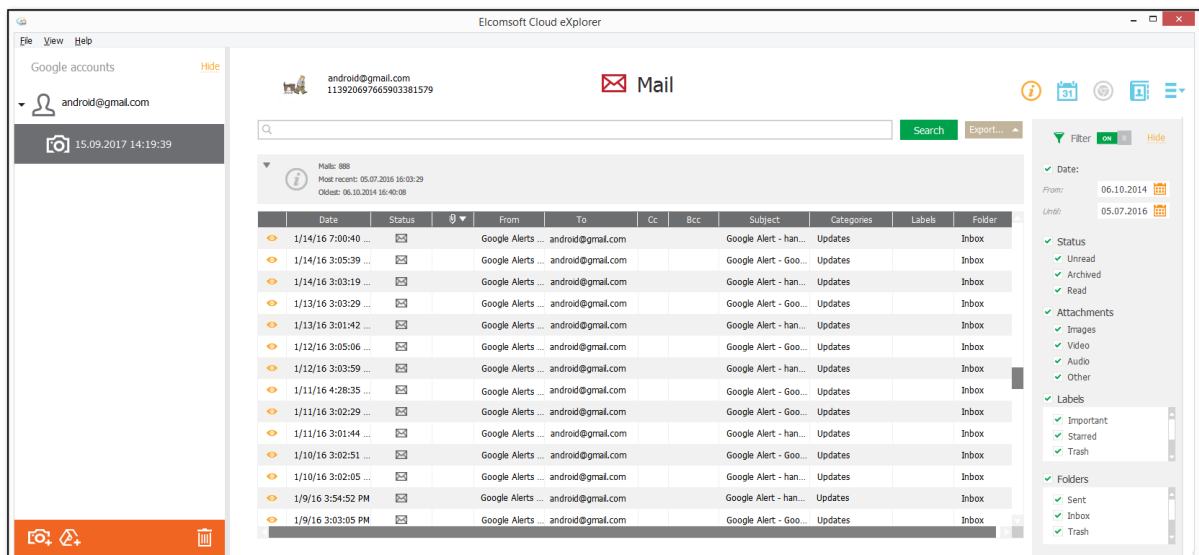 Elcomsoft Cloud eXplorer
File View Help
Google accounts Hide
android@gmail.com
15.09.2017 14:19:39
android@gmail.com
113920697665903381579
Mail
31
Search Export...
Mails: 888
Most recent: 05.07.2016 16:03:29
Oldest: 06.10.2014 16:40:08
Date Status From To Cc Bcc Subject Categories Labels Folder
1/14/16 7:00:40 ... Google Alerts ... android@gmail.com Google Alert - han... Updates Inbox
1/14/16 3:05:39 ... Google Alerts ... android@gmail.com Google Alert - Goo... Updates Inbox
1/14/16 3:03:19 ... Google Alerts ... android@gmail.com Google Alert - han... Updates Inbox
1/13/16 3:03:29 ... Google Alerts ... android@gmail.com Google Alert - Goo... Updates Inbox
1/13/16 3:01:42 ... Google Alerts ... android@gmail.com Google Alert - han... Updates Inbox
1/12/16 3:05:06 ... Google Alerts ... android@gmail.com Google Alert - Goo... Updates Inbox
1/12/16 3:03:59 ... Google Alerts ... android@gmail.com Google Alert - han... Updates Inbox
1/11/16 4:28:35 ... Google Alerts ... android@gmail.com Google Alert - Goo... Updates Inbox
1/11/16 3:02:29 ... Google Alerts ... android@gmail.com Google Alert - Goo... Updates Inbox
1/11/16 3:01:44 ... Google Alerts ... android@gmail.com Google Alert - han... Updates Inbox
1/10/16 3:02:51 ... Google Alerts ... android@gmail.com Google Alert - Goo... Updates Inbox
1/10/16 3:02:05 ... Google Alerts ... android@gmail.com Google Alert - han... Updates Inbox
1/9/16 3:54:52 PM Google Alerts ... android@gmail.com Google Alert - han... Updates Inbox
1/9/16 3:03:05 PM Google Alerts ... android@gmail.com Google Alert - Goo... Updates Inbox
Filter ON Hide
Date:
From: 06.10.2014
Until: 05.07.2016
Status
Unread
Archived
Read
Attachments
Images
Video
Audio
Other
Labels
Important
Starred
Trash
Folders
Sent
Inbox
Trash